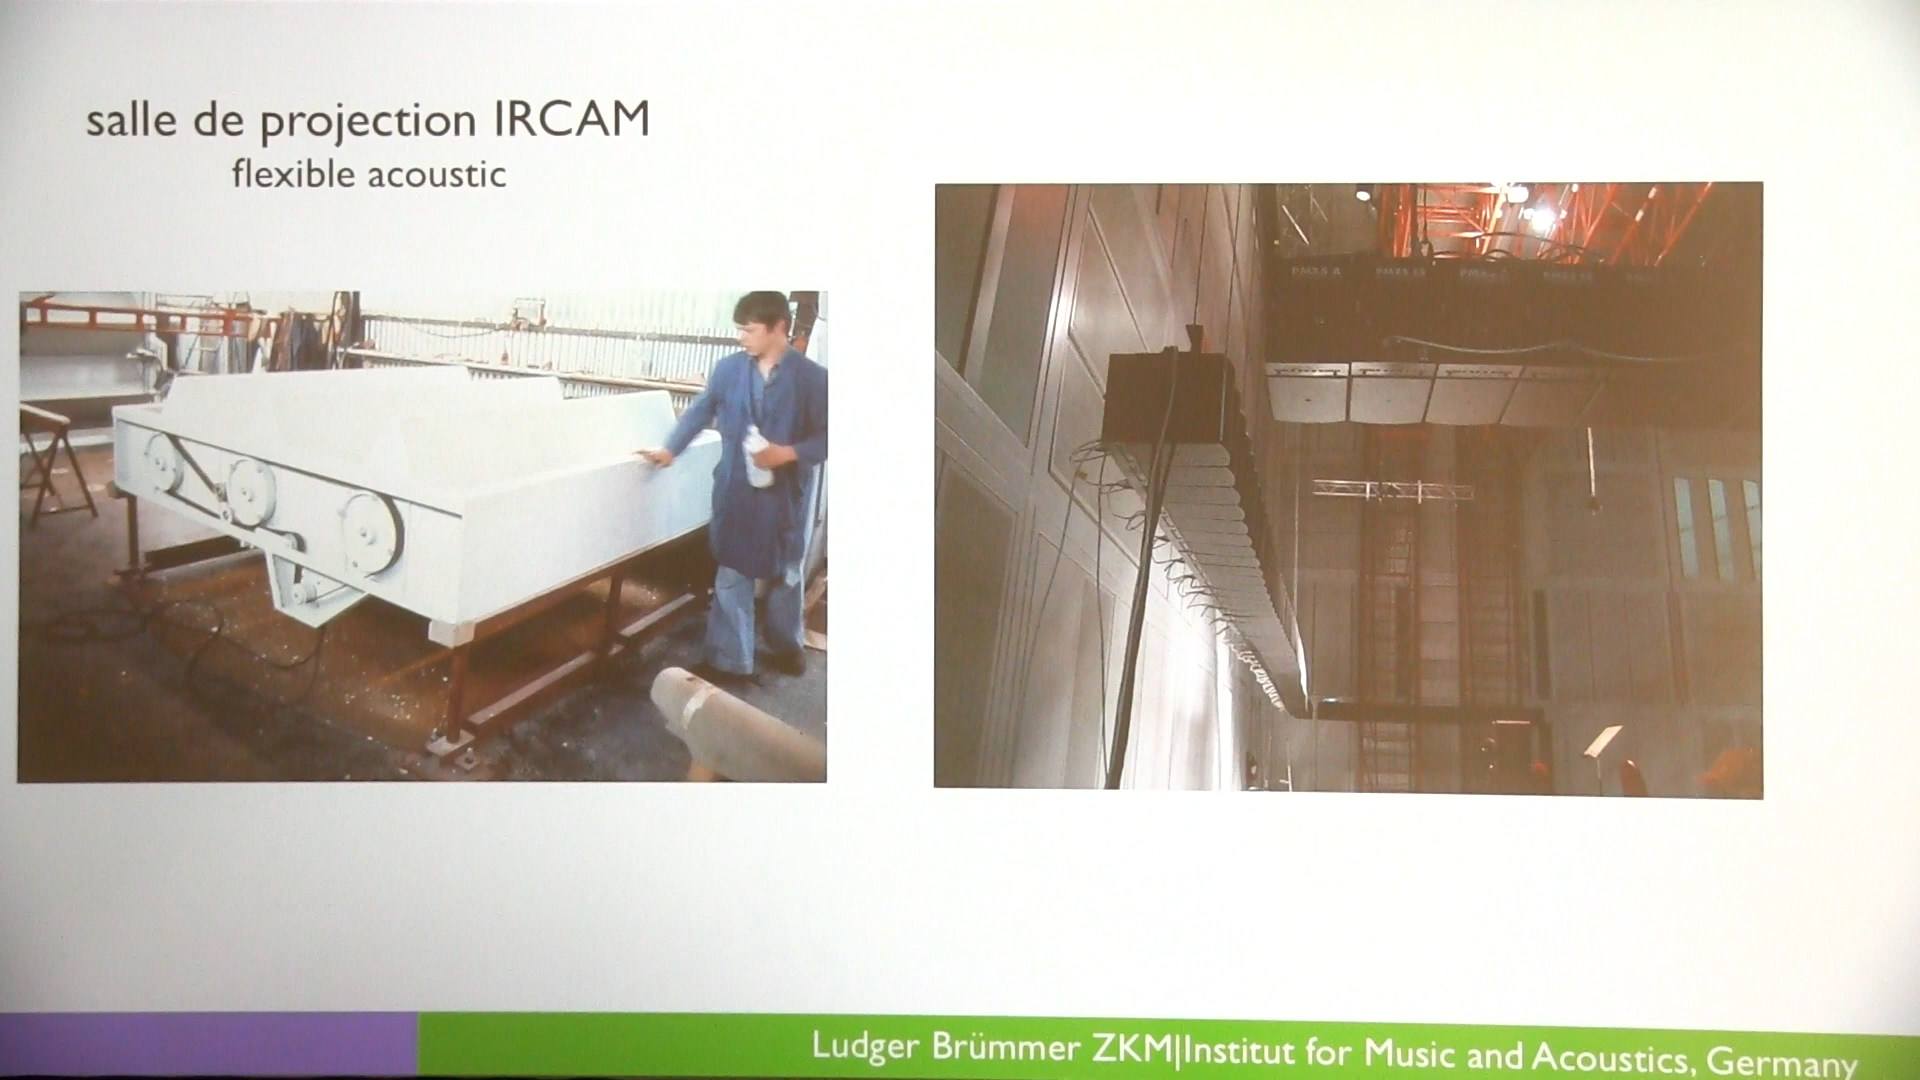 salle de projection IRCAM
flexible acoustic
Ludger Brümmer ZKM|Institut for Music and Acoustics, Germany